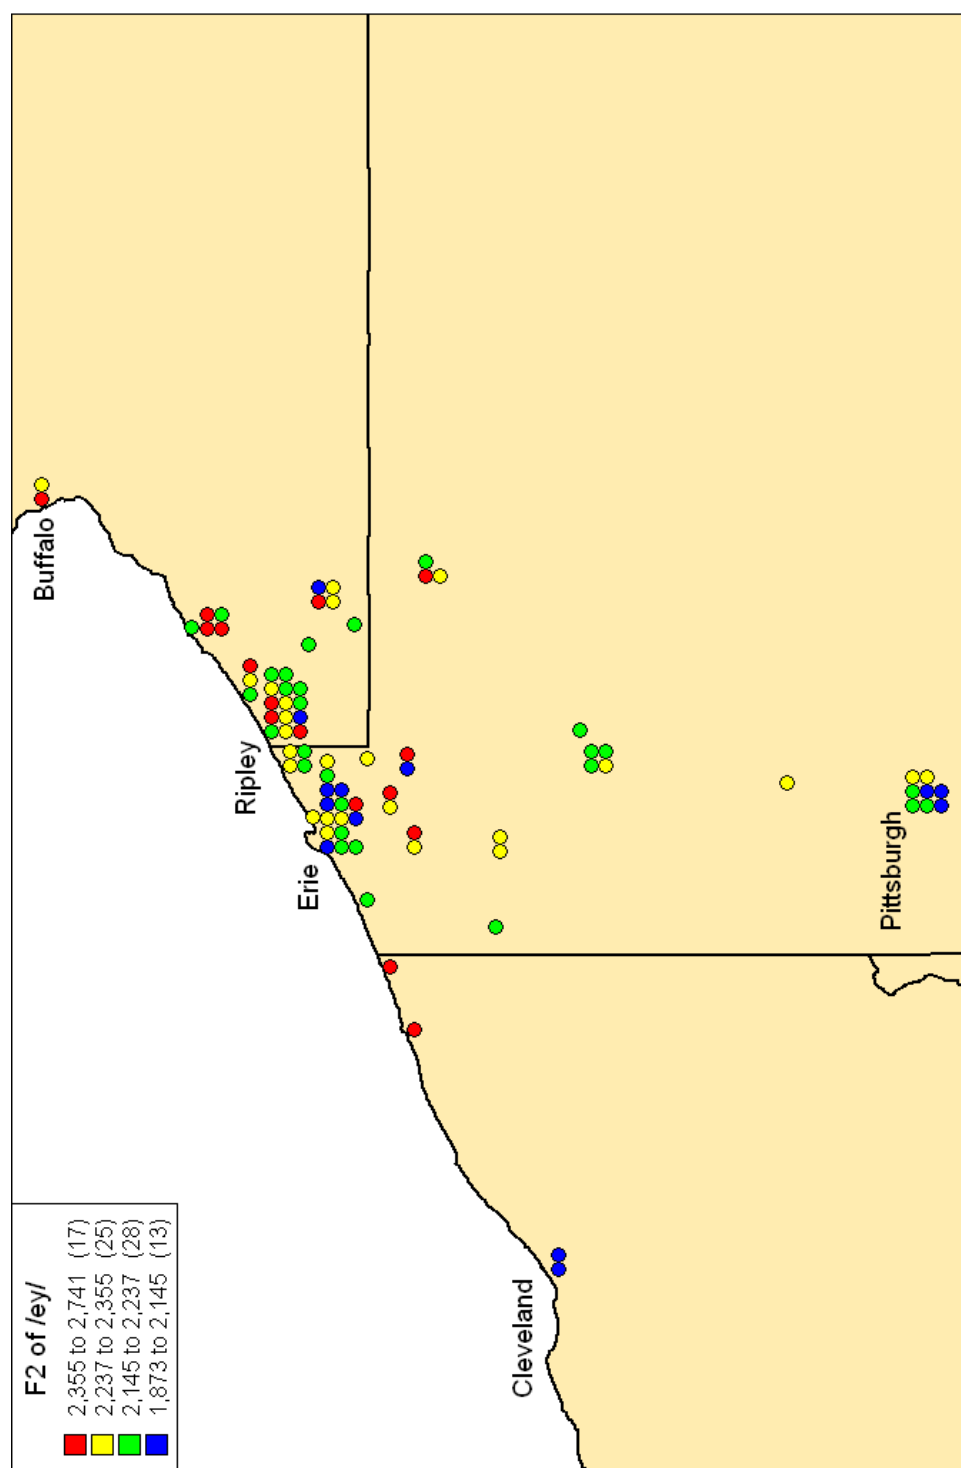 F2 of /ey/
2,355 to 2,741 (17)
2,237 to 2,355 (25)
2,145 to 2,237 (28)
1,873 to 2,145 (13)
Buffalo
Ripley
Erie
Cleveland
Pittsburgh